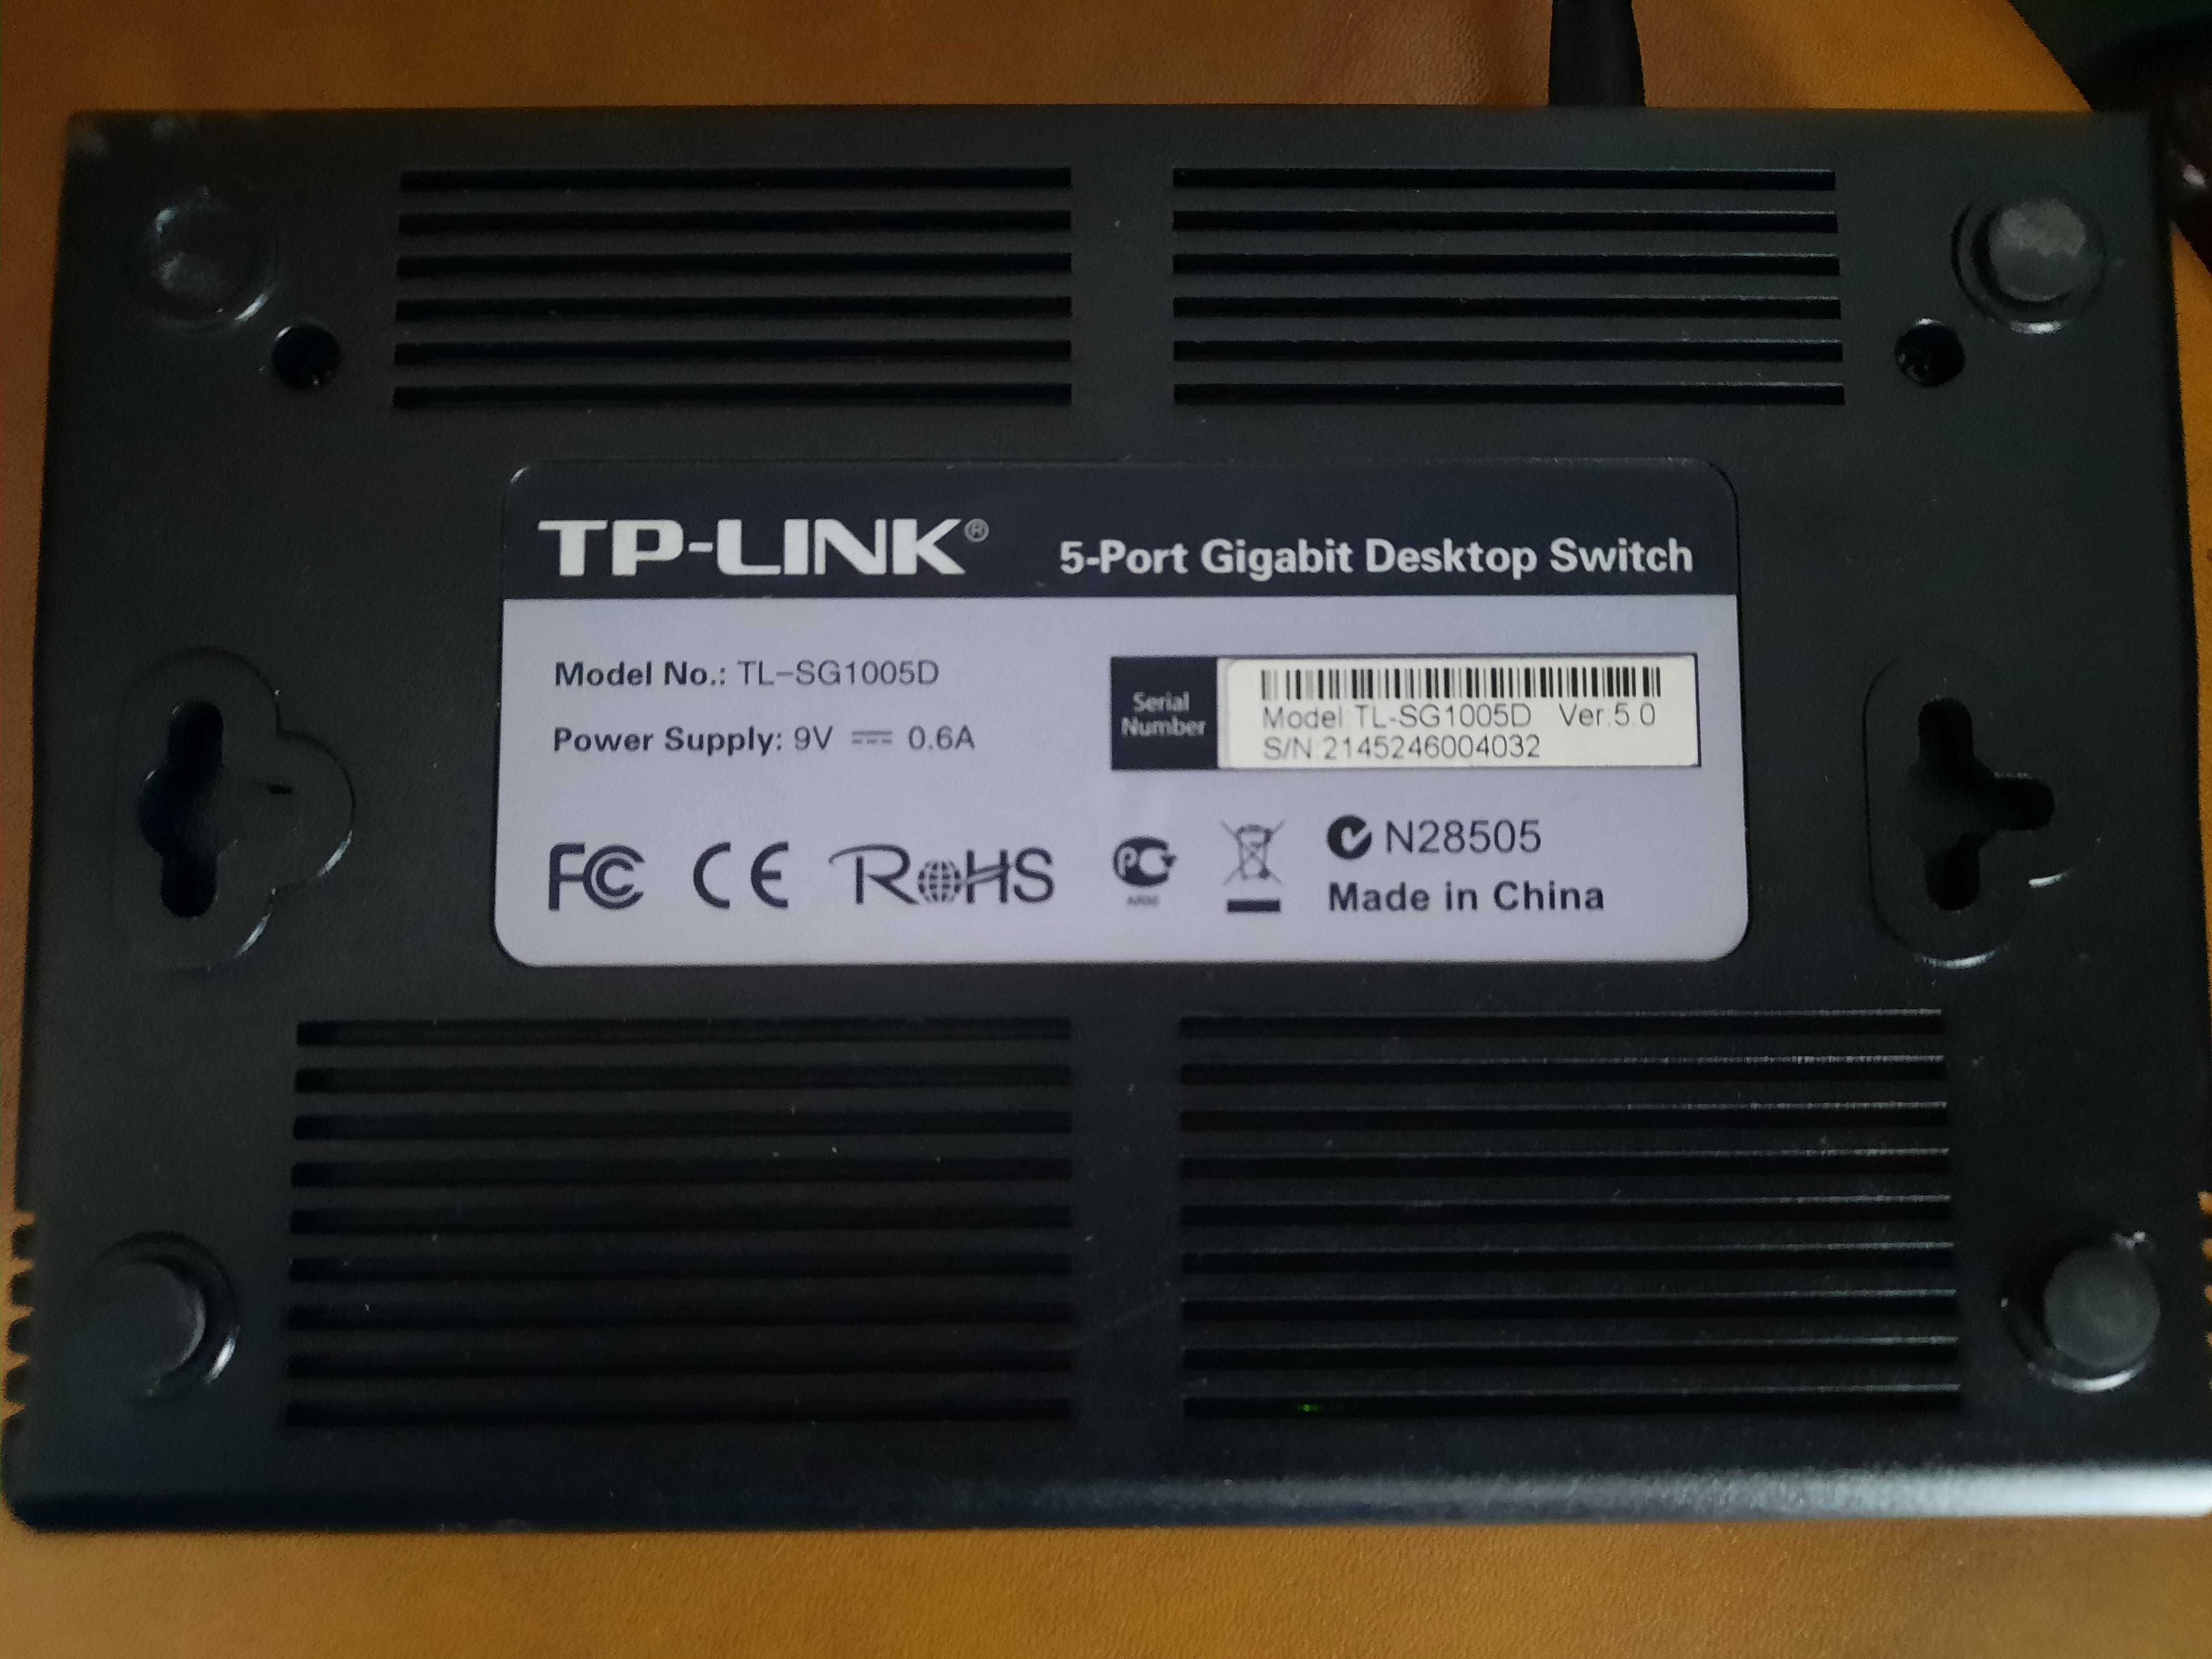 TP-LINK®
5-Port Gigabit Desktop Switch
Model No.: TL-SG1005D
Power Supply: 9V ⎓ 0.6A
Serial
Number
Model:TL-SG1005D Ver:5.0
S/N:2145246004032
FC CE RoHS
N28505
Made in China